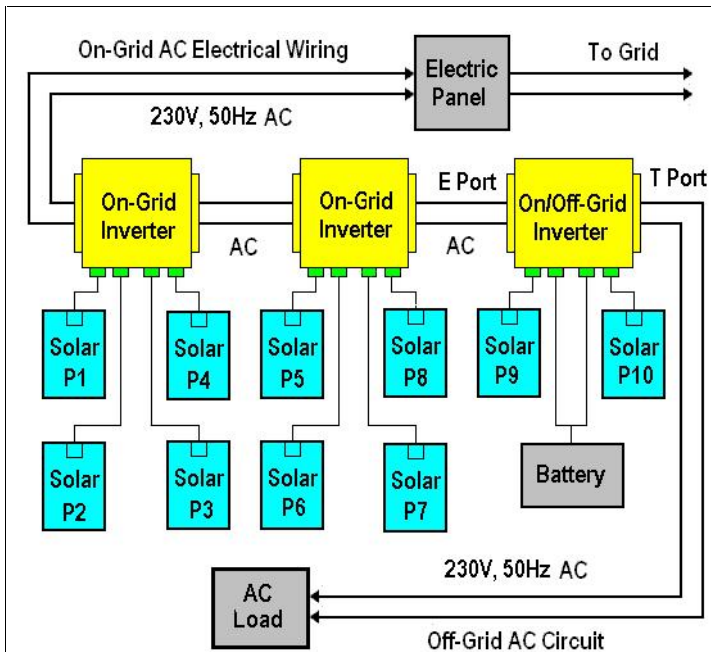 On-Grid AC Electrical Wiring
Electric
Panel
To Grid
230V, 50Hz AC
On-Grid
Inverter
AC
On-Grid
Inverter
E Port
AC
On/Off-Grid
Inverter
T Port
Solar
P1
Solar
P4
Solar
P5
Solar
P8
Solar
P9
Solar
P10
Solar
P2
Solar
P3
Solar
P6
Solar
P7
Battery
230V, 50Hz AC
AC
Load
Off-Grid AC Circuit